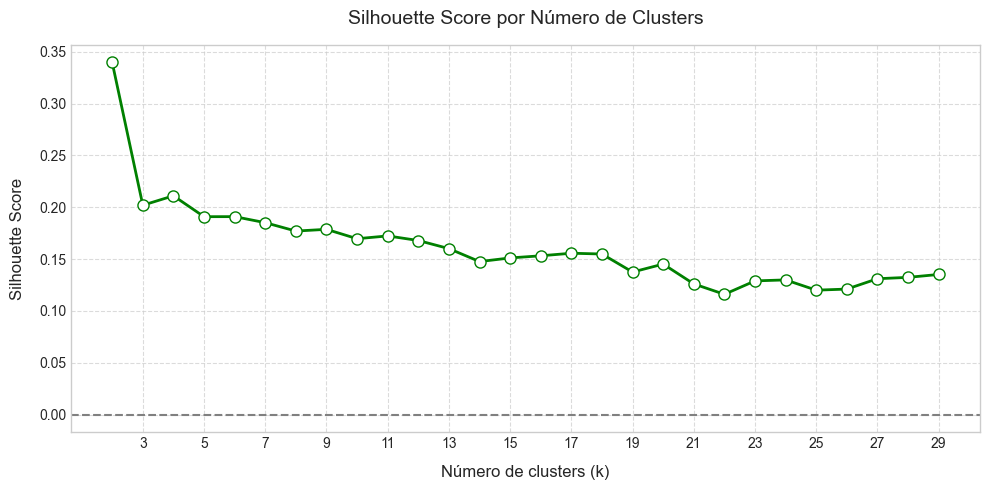 Silhouette Score por Número de Clusters
Silhouette Score
0.35
0.30
0.25
0.20
0.15
0.10
0.05
0.00
3 5 7 9 11 13 15 17 19 21 23 25 27 29
Número de clusters (k)